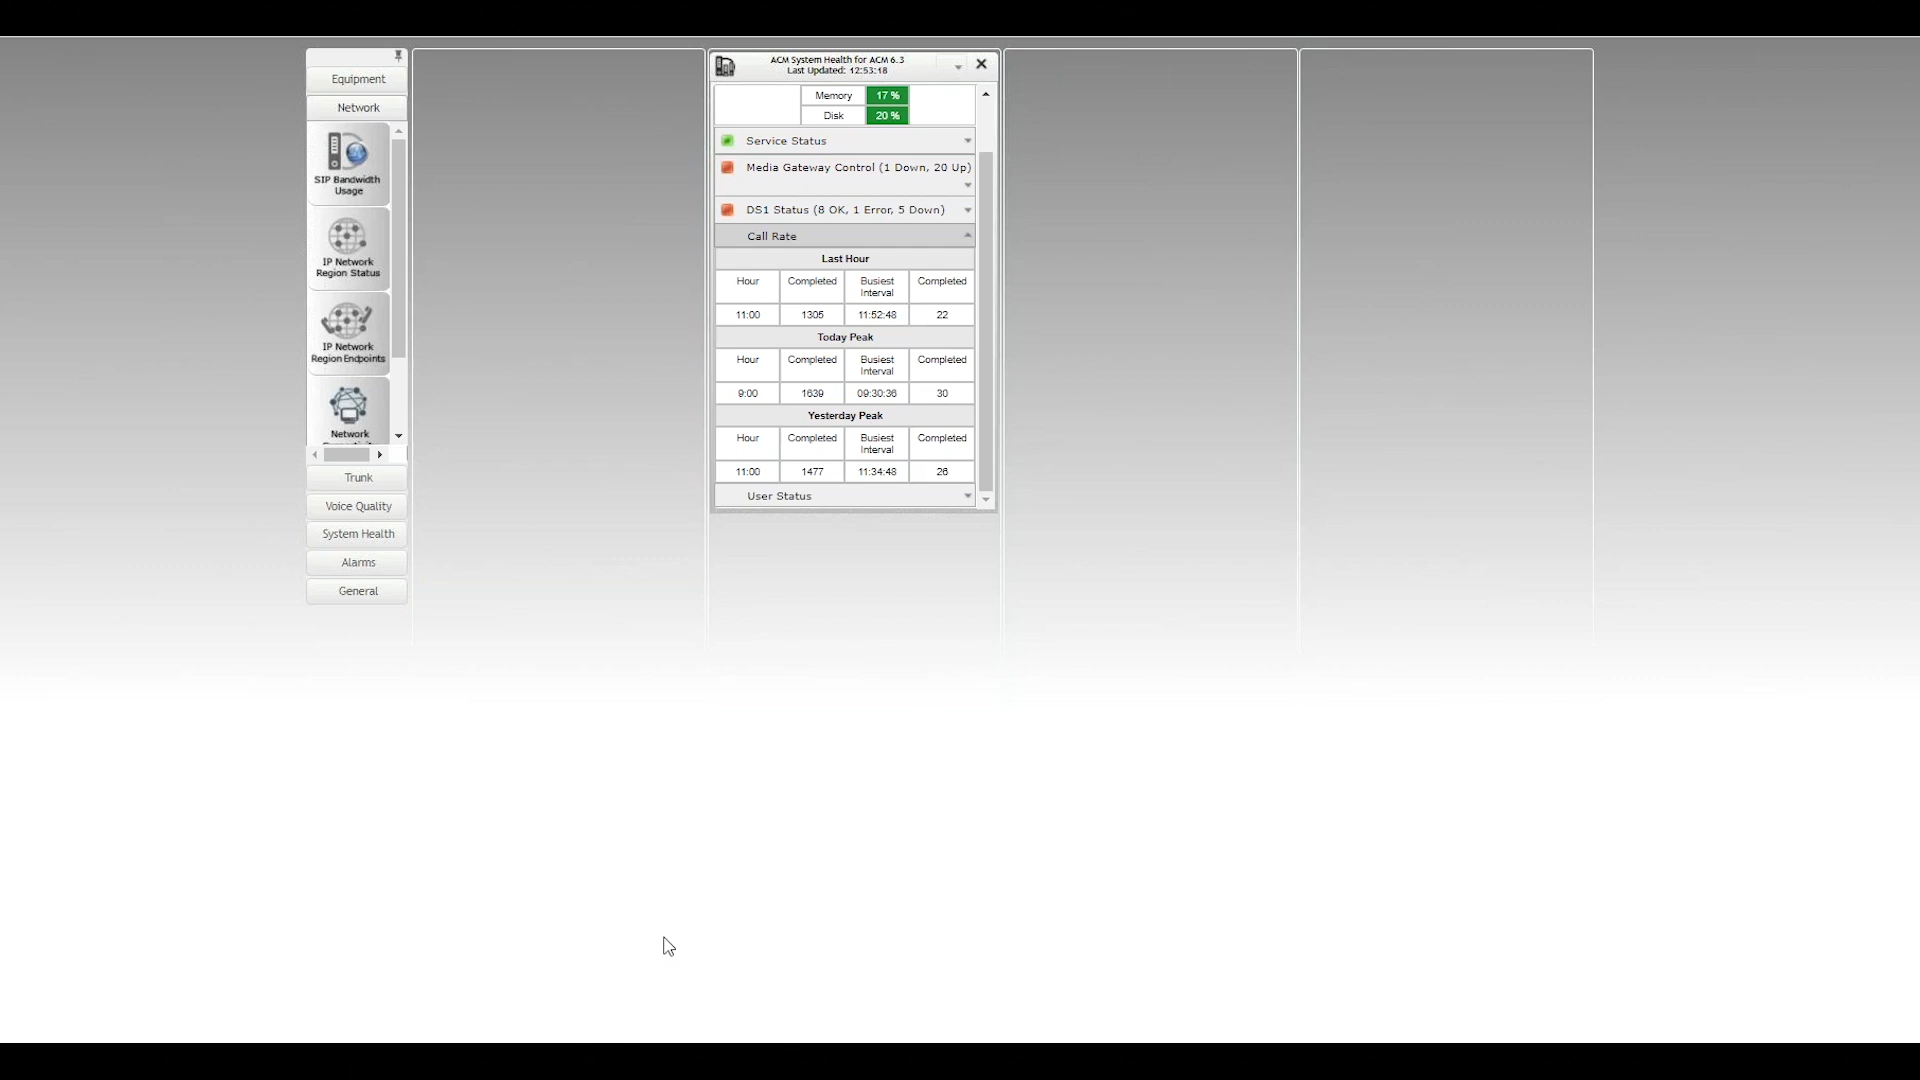 Equipment
Network
SIP Bandwidth
Usage
IP Network
Region Status
IP Network
Region Endpoints
Network
Trunk
Voice Quality
System Health
Alarms
General
ACM System Health for ACM 6.3
Last Updated: 12:53:18
Memory 17 %
Disk 20 %
Service Status
Media Gateway Control (1 Down, 20 Up)
DS1 Status (8 OK, 1 Error, 5 Down)
Call Rate
Last Hour
Hour Completed Busiest Interval Completed
11:00 1305 11:52:48 22
Today Peak
Hour Completed Busiest Interval Completed
9:00 1639 09:30:36 30
Yesterday Peak
Hour Completed Busiest Interval Completed
11:00 1477 11:34:48 26
User Status